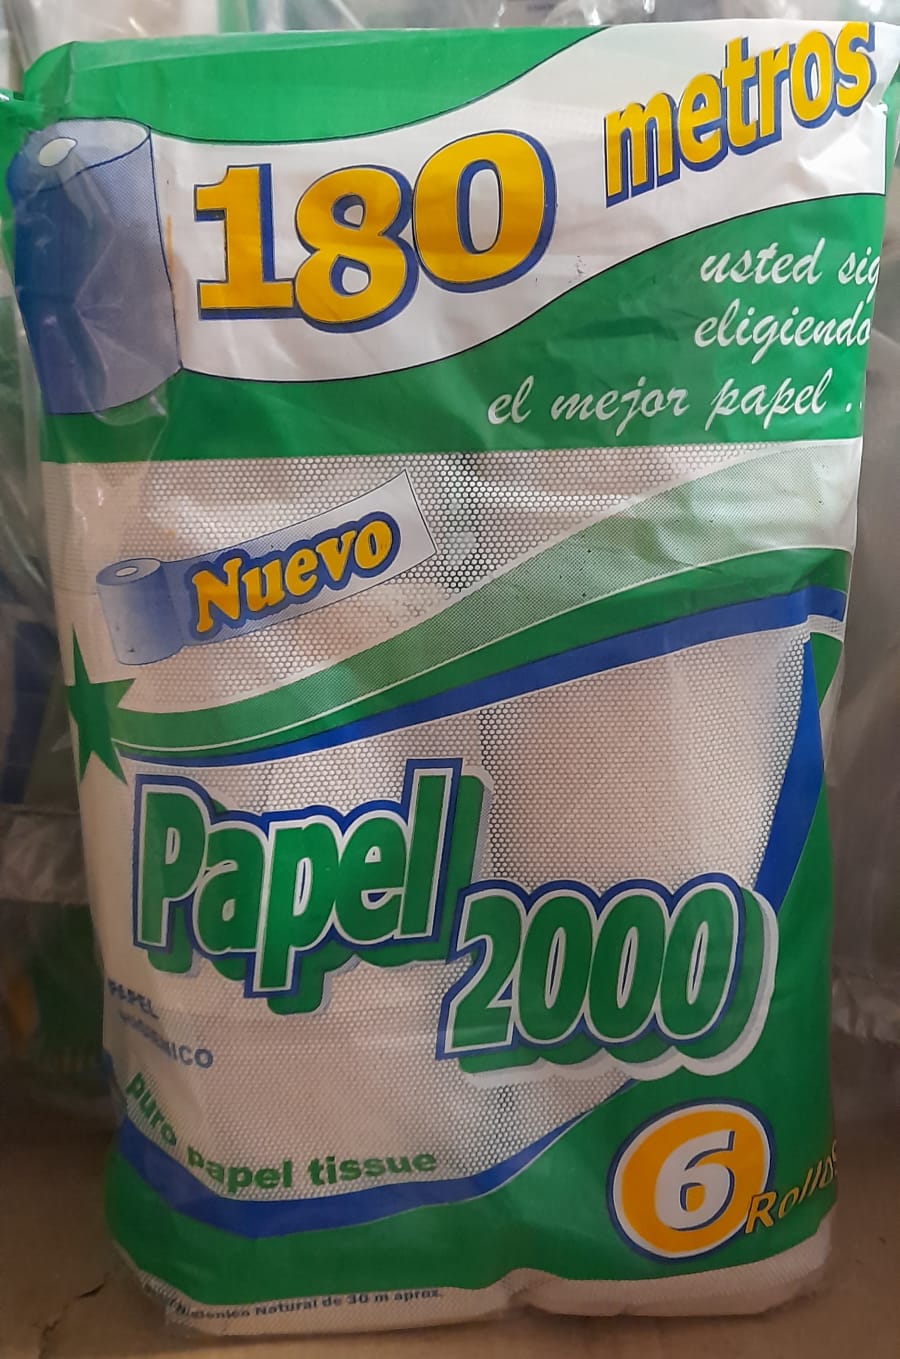 180 metros
usted sig
eligiendo
el mejor papel ..
Nuevo
Papel
2000
PAPEL
puro papel tissue
6 Rollos
Natural de 30 m aprox.